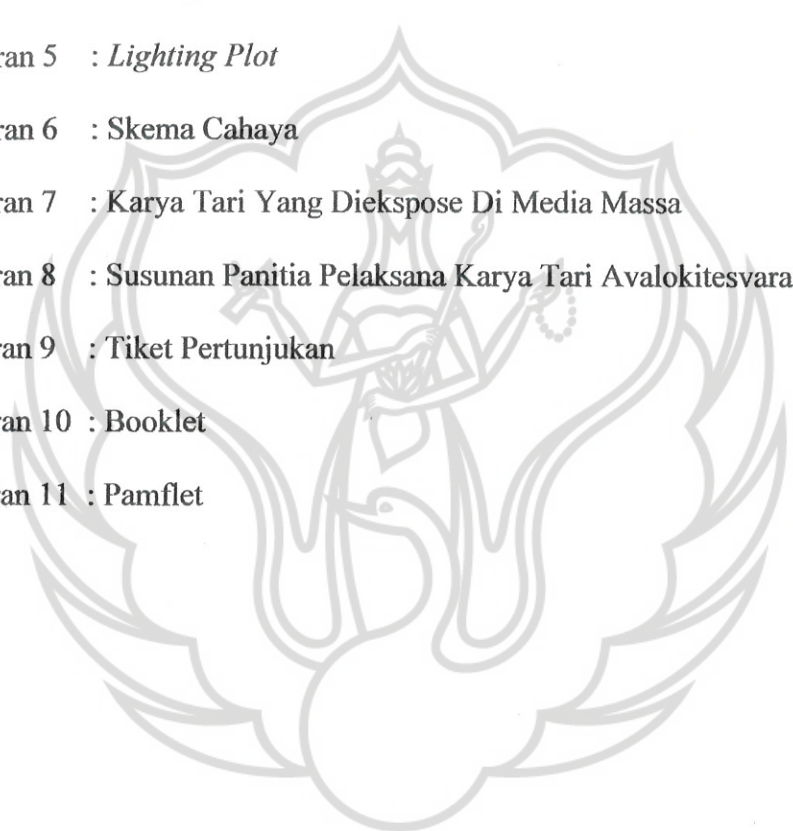 ran 5 : Lighting Plot
ran 6 : Skema Cahaya
ran 7 : Karya Tari Yang Diekspose Di Media Massa
ran 8 : Susunan Panitia Pelaksana Karya Tari Avalokitesvara
ran 9 : Tiket Pertunjukan
ran 10 : Booklet
ran 11 : Pamflet